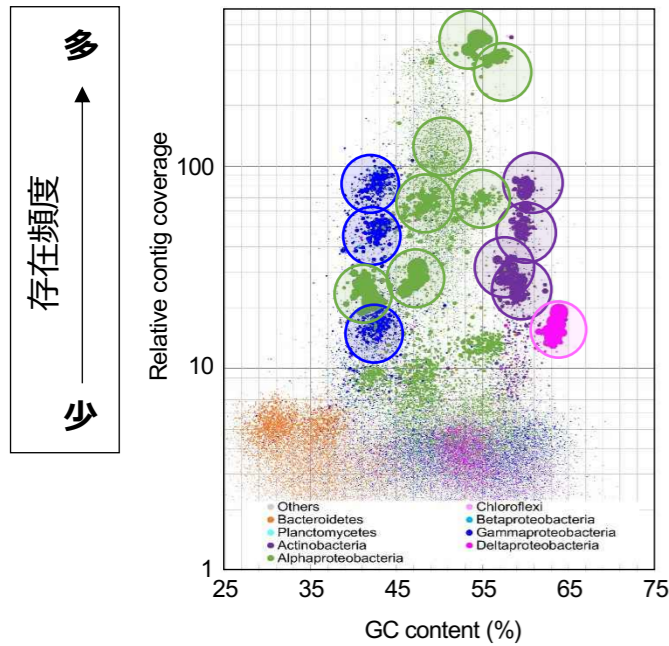 多
存在頻度
少
Relative contig coverage
100
10
1
Others
Bacteroidetes
Planctomycetes
Actinobacteria
Alphaproteobacteria
Chloroflexi
Betaproteobacteria
Gammaproteobacteria
Deltaproteobacteria
25 35 45 55 65 75
GC content (%)